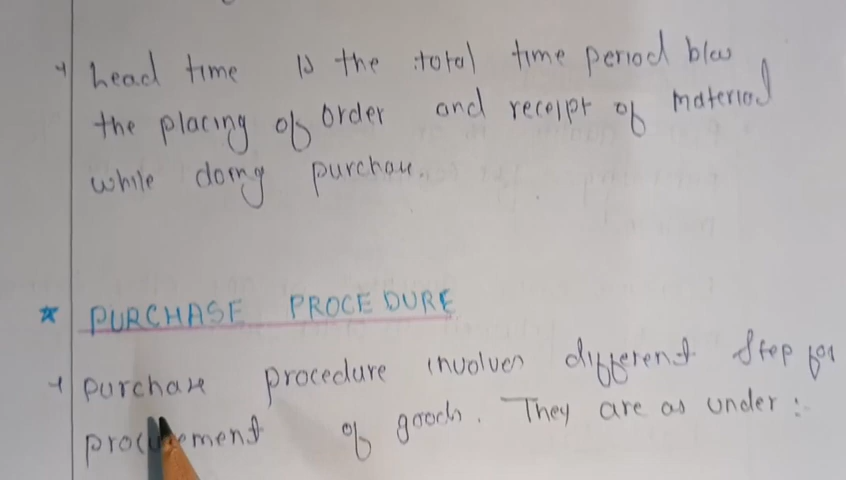 Lead time is the total time period b/w
the placing of order and receipt of material
while doing purchase.
* PURCHASE PROCEDURE
Purchase procedure involves different step for
procurement of goods. They are as under :-